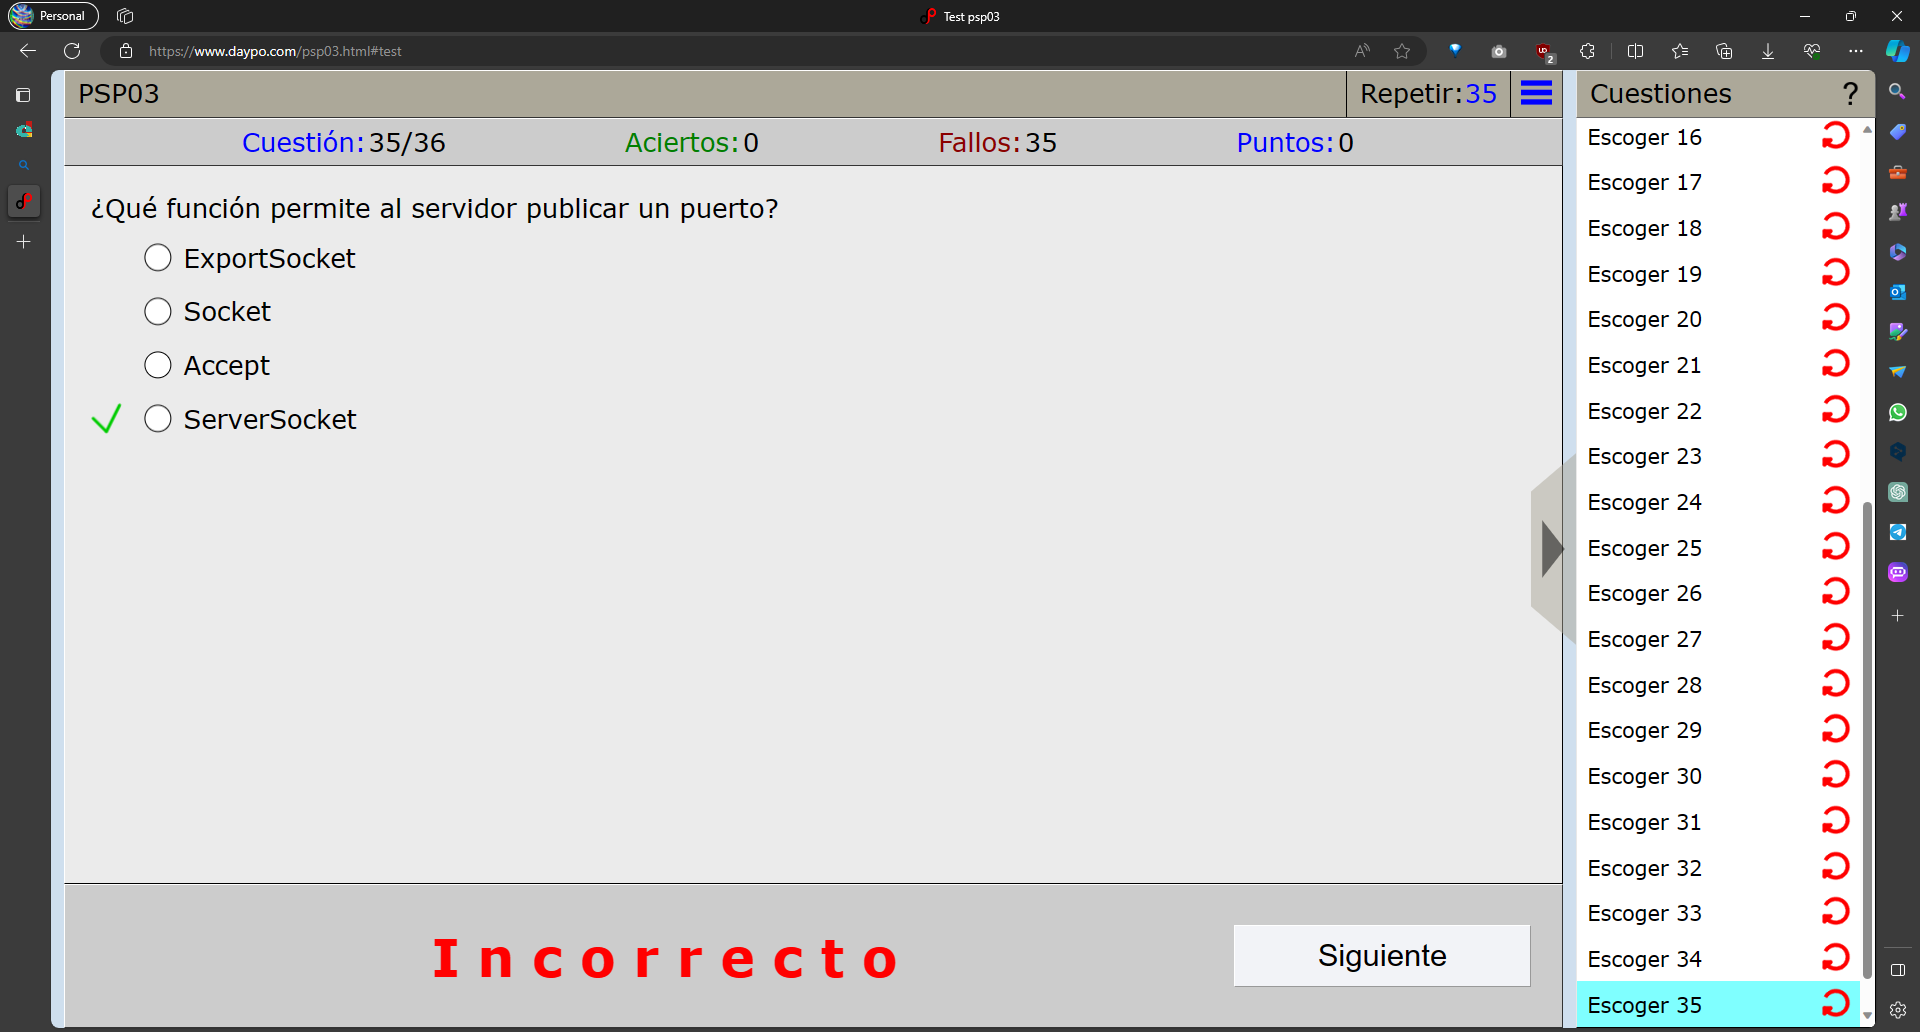 Personal
Test psp03
https://www.daypo.com/psp03.html#test
2
PSP03
Repetir:35
Cuestiones
?
Cuestión:35/36
Aciertos:0
Fallos:35
Puntos:0
¿Qué función permite al servidor publicar un puerto?
ExportSocket
Socket
Accept
ServerSocket
Incorrecto
Siguiente
Escoger 16
Escoger 17
Escoger 18
Escoger 19
Escoger 20
Escoger 21
Escoger 22
Escoger 23
Escoger 24
Escoger 25
Escoger 26
Escoger 27
Escoger 28
Escoger 29
Escoger 30
Escoger 31
Escoger 32
Escoger 33
Escoger 34
Escoger 35